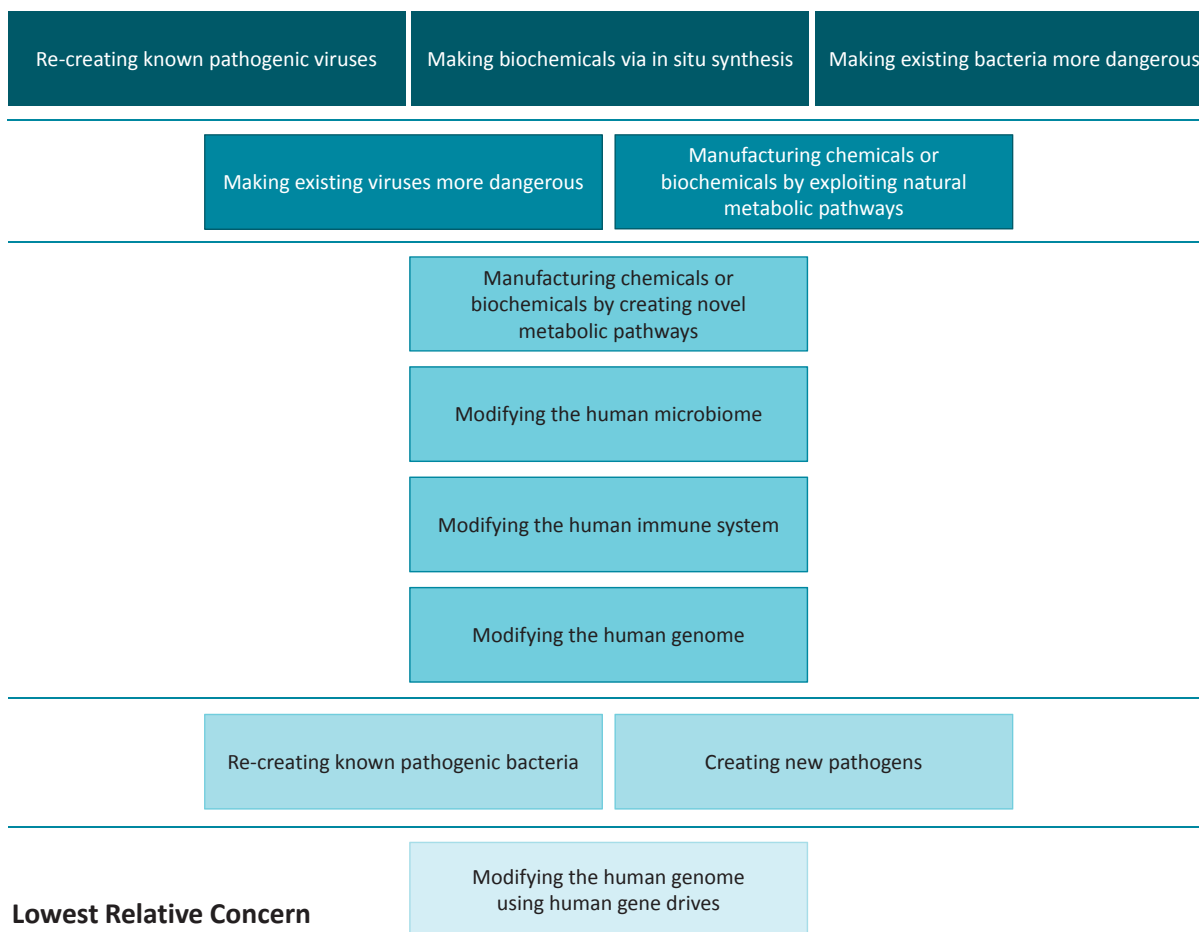 Re-creating known pathogenic viruses
Making biochemicals via in situ synthesis
Making existing bacteria more dangerous
Making existing viruses more dangerous
Manufacturing chemicals or
biochemicals by exploiting natural
metabolic pathways
Manufacturing chemicals or
biochemicals by creating novel
metabolic pathways
Modifying the human microbiome
Modifying the human immune system
Modifying the human genome
Re-creating known pathogenic bacteria
Creating new pathogens
Modifying the human genome
using human gene drives
Lowest Relative Concern